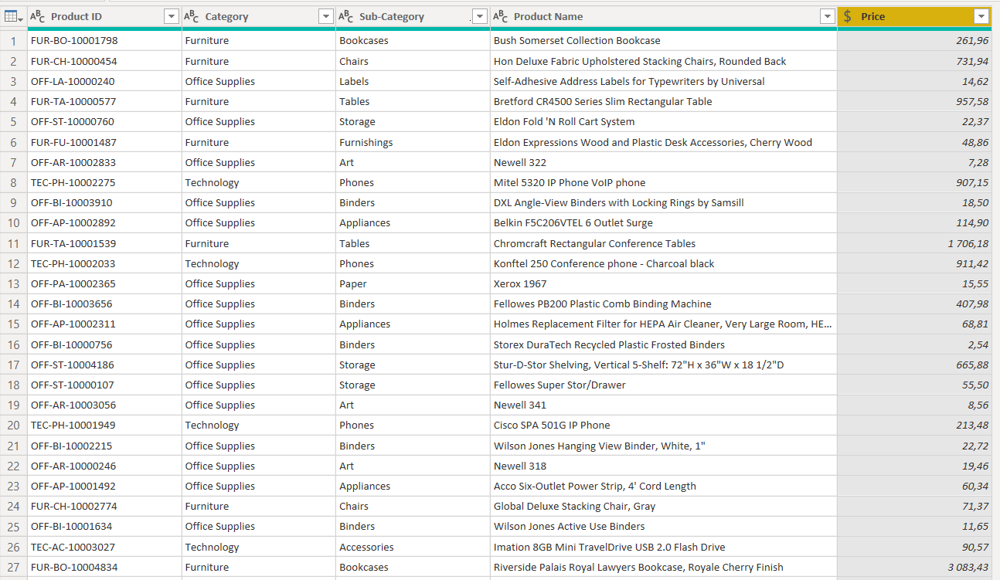 ABC Product ID ABC Category ABC Sub-Category ABC Product Name $ Price
1 FUR-BO-10001798 Furniture Bookcases Bush Somerset Collection Bookcase 261,96
2 FUR-CH-10000454 Furniture Chairs Hon Deluxe Fabric Upholstered Stacking Chairs, Rounded Back 731,94
3 OFF-LA-10000240 Office Supplies Labels Self-Adhesive Address Labels for Typewriters by Universal 14,62
4 FUR-TA-10000577 Furniture Tables Bretford CR4500 Series Slim Rectangular Table 957,58
5 OFF-ST-10000760 Office Supplies Storage Eldon Fold 'N Roll Cart System 22,37
6 FUR-FU-10001487 Furniture Furnishings Eldon Expressions Wood and Plastic Desk Accessories, Cherry Wood 48,86
7 OFF-AR-10002833 Office Supplies Art Newell 322 7,28
8 TEC-PH-10002275 Technology Phones Mitel 5320 IP Phone VoIP phone 907,15
9 OFF-BI-10003910 Office Supplies Binders DXL Angle-View Binders with Locking Rings by Samsill 18,50
10 OFF-AP-10002892 Office Supplies Appliances Belkin F5C206VTEL 6 Outlet Surge 114,90
11 FUR-TA-10001539 Furniture Tables Chromcraft Rectangular Conference Tables 1 706,18
12 TEC-PH-10002033 Technology Phones Konftel 250 Conference phone - Charcoal black 911,42
13 OFF-PA-10002365 Office Supplies Paper Xerox 1967 15,55
14 OFF-BI-10003656 Office Supplies Binders Fellowes PB200 Plastic Comb Binding Machine 407,98
15 OFF-AP-10002311 Office Supplies Appliances Holmes Replacement Filter for HEPA Air Cleaner, Very Large Room, HE... 68,81
16 OFF-BI-10000756 Office Supplies Binders Storex DuraTech Recycled Plastic Frosted Binders 2,54
17 OFF-ST-10004186 Office Supplies Storage Stur-D-Stor Shelving, Vertical 5-Shelf: 72"H x 36"W x 18 1/2"D 665,88
18 OFF-ST-10000107 Office Supplies Storage Fellowes Super Stor/Drawer 55,50
19 OFF-AR-10003056 Office Supplies Art Newell 341 8,56
20 TEC-PH-10001949 Technology Phones Cisco SPA 501G IP Phone 213,48
21 OFF-BI-10002215 Office Supplies Binders Wilson Jones Hanging View Binder, White, 1" 22,72
22 OFF-AR-10000246 Office Supplies Art Newell 318 19,46
23 OFF-AP-10001492 Office Supplies Appliances Acco Six-Outlet Power Strip, 4' Cord Length 60,34
24 FUR-CH-10002774 Furniture Chairs Global Deluxe Stacking Chair, Gray 71,37
25 OFF-BI-10001634 Office Supplies Binders Wilson Jones Active Use Binders 11,65
26 TEC-AC-10003027 Technology Accessories Imation 8GB Mini TravelDrive USB 2.0 Flash Drive 90,57
27 FUR-BO-10004834 Furniture Bookcases Riverside Palais Royal Lawyers Bookcase, Royale Cherry Finish 3 083,43